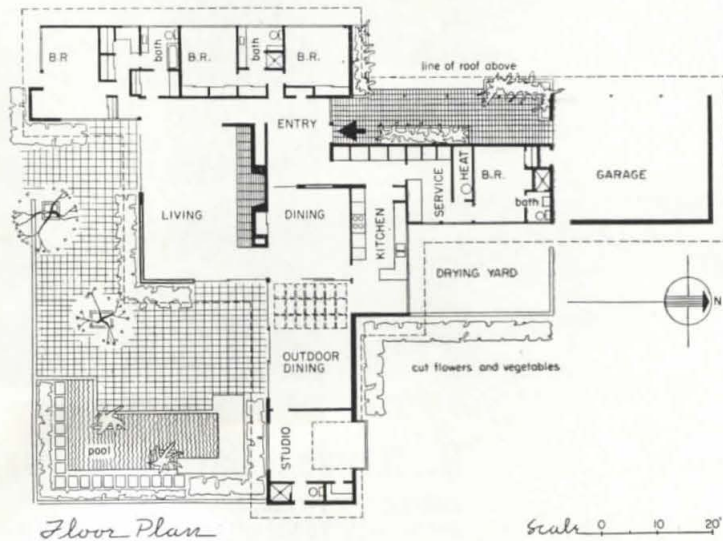 B.R
bath
B.R.
bath
B.R.
line of roof above
ENTRY
SERVICE
HEAT
B.R.
bath
GARAGE
LIVING
DINING
KITCHEN
DRYING YARD
N
OUTDOOR
DINING
cut flowers and vegetables
STUDIO
pool
Floor Plan
Scale 0 10 20'